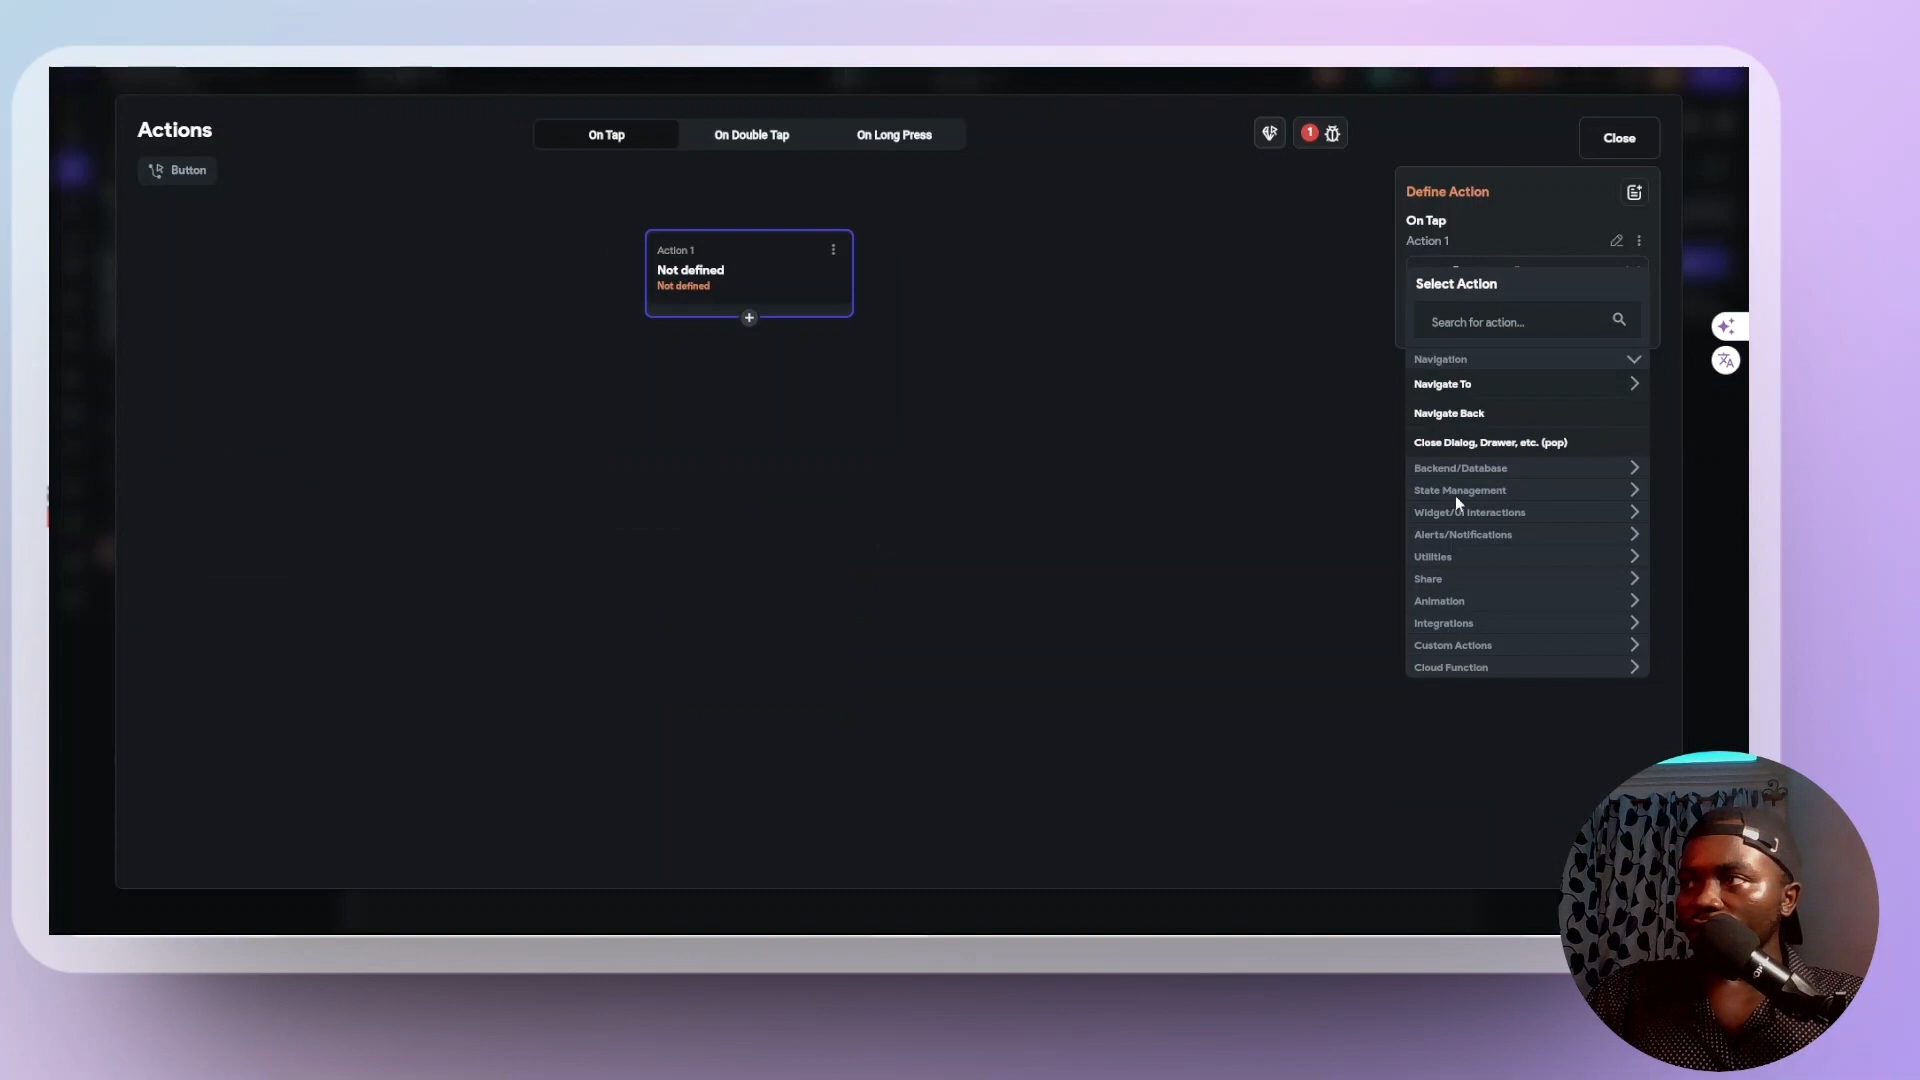 Actions
On Tap
On Double Tap
On Long Press
1
Close
Button
Define Action
On Tap
Action 1
Action 1
Not defined
Not defined
Select Action
Search for action...
Navigation
Navigate To
Navigate Back
Close Dialog, Drawer, etc. (pop)
Backend/Database
State Management
Widget/UI Interactions
Alerts/Notifications
Utilities
Share
Animation
Integrations
Custom Actions
Cloud Function